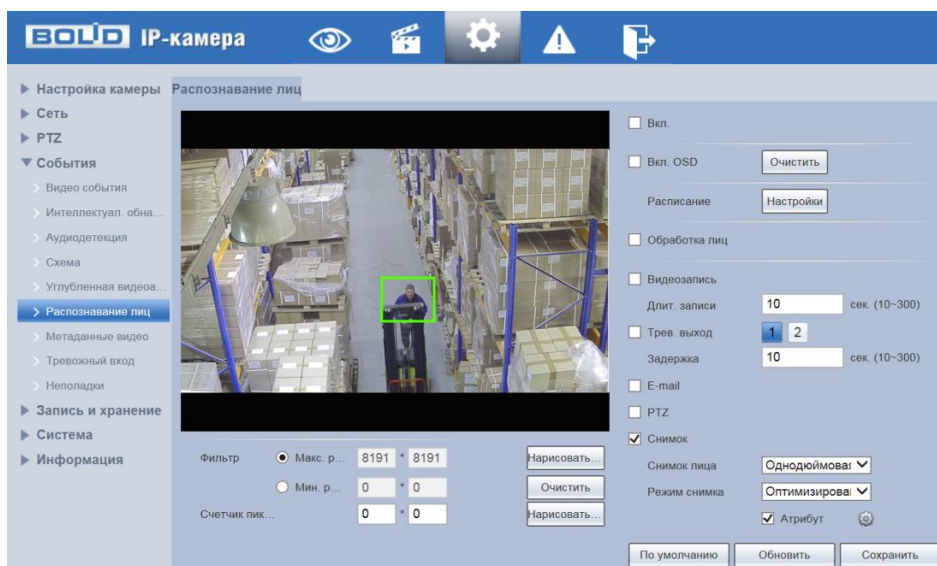 BOLID IP-камера
Настройка камеры
Сеть
PTZ
События
Видео события
Интеллектуал. обна...
Аудиодетекция
Схема
Углубленная видеоа...
Распознавание лиц
Метаданные видео
Тревожный вход
Неполадки
Запись и хранение
Система
Информация
Распознавание лиц
Фильтр Макс. р... 8191 * 8191 Нарисовать...
Мин. р... 0 * 0 Очистить
Счетчик пик... 0 * 0 Нарисовать...
Вкл.
Вкл. OSD Очистить
Расписание Настройки
Обработка лиц
Видеозапись
Длит. записи 10 сек. (10~300)
Трев. выход 1 2
Задержка 10 сек. (10~300)
E-mail
PTZ
Снимок
Снимок лица Однодюймовая
Режим снимка Оптимизирова
Атрибут
По умолчанию Обновить Сохранить